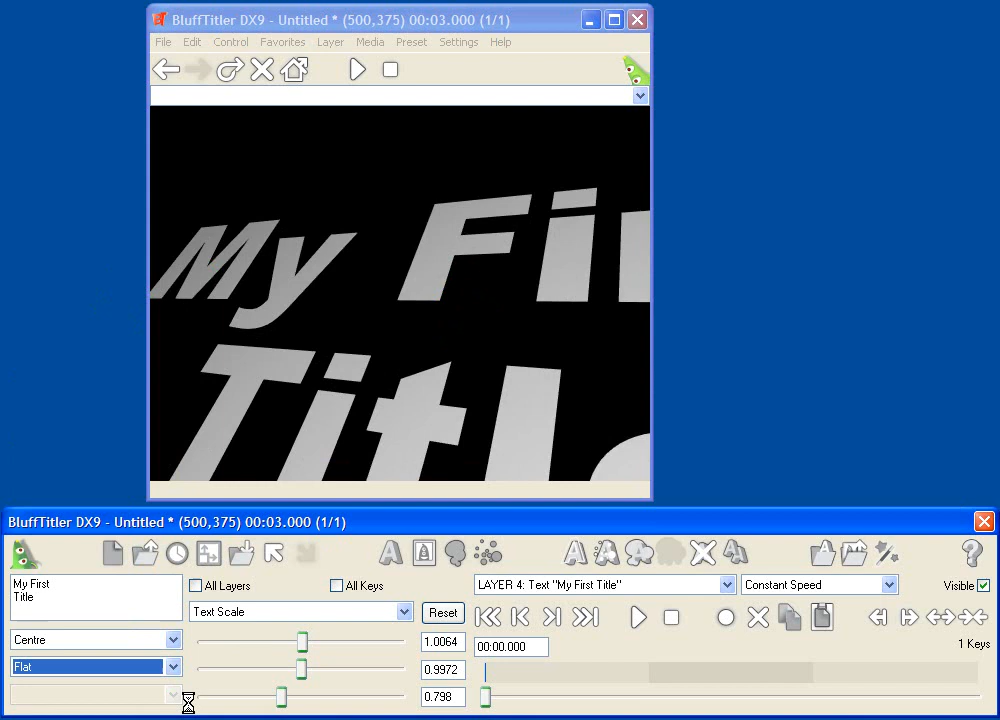 BluffTitler DX9 - Untitled * (500,375) 00:03.000 (1/1)
File Edit Control Favorites Layer Media Preset Settings Help
My Fi
Title
BluffTitler DX9 - Untitled * (500,375) 00:03.000 (1/1)
My First
Title
All Layers
All Keys
LAYER 4: Text "My First Title"
Constant Speed
Visible
Text Scale
Reset
Centre
1.0064
00:00.000
1 Keys
Flat
0.9972
0.798